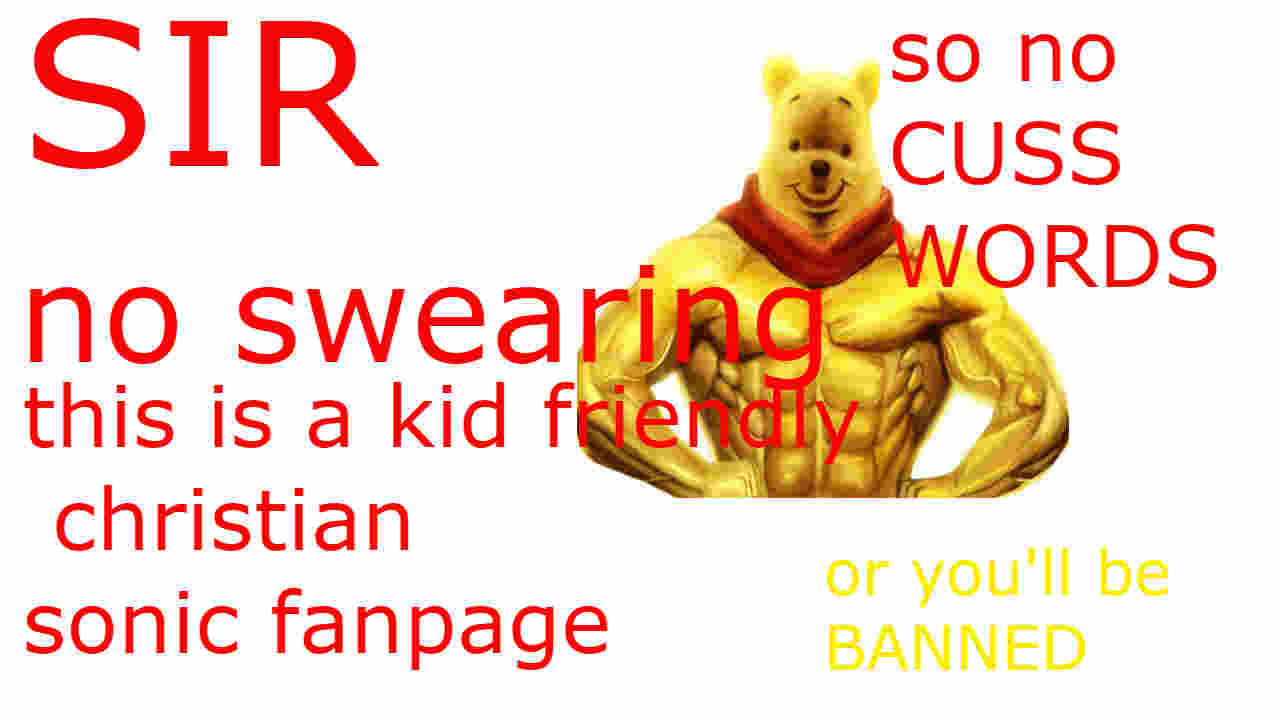 SIR
no swearing
this is a kid friendly
christian
sonic fanpage
so no
CUSS
WORDS
or you'll be
BANNED